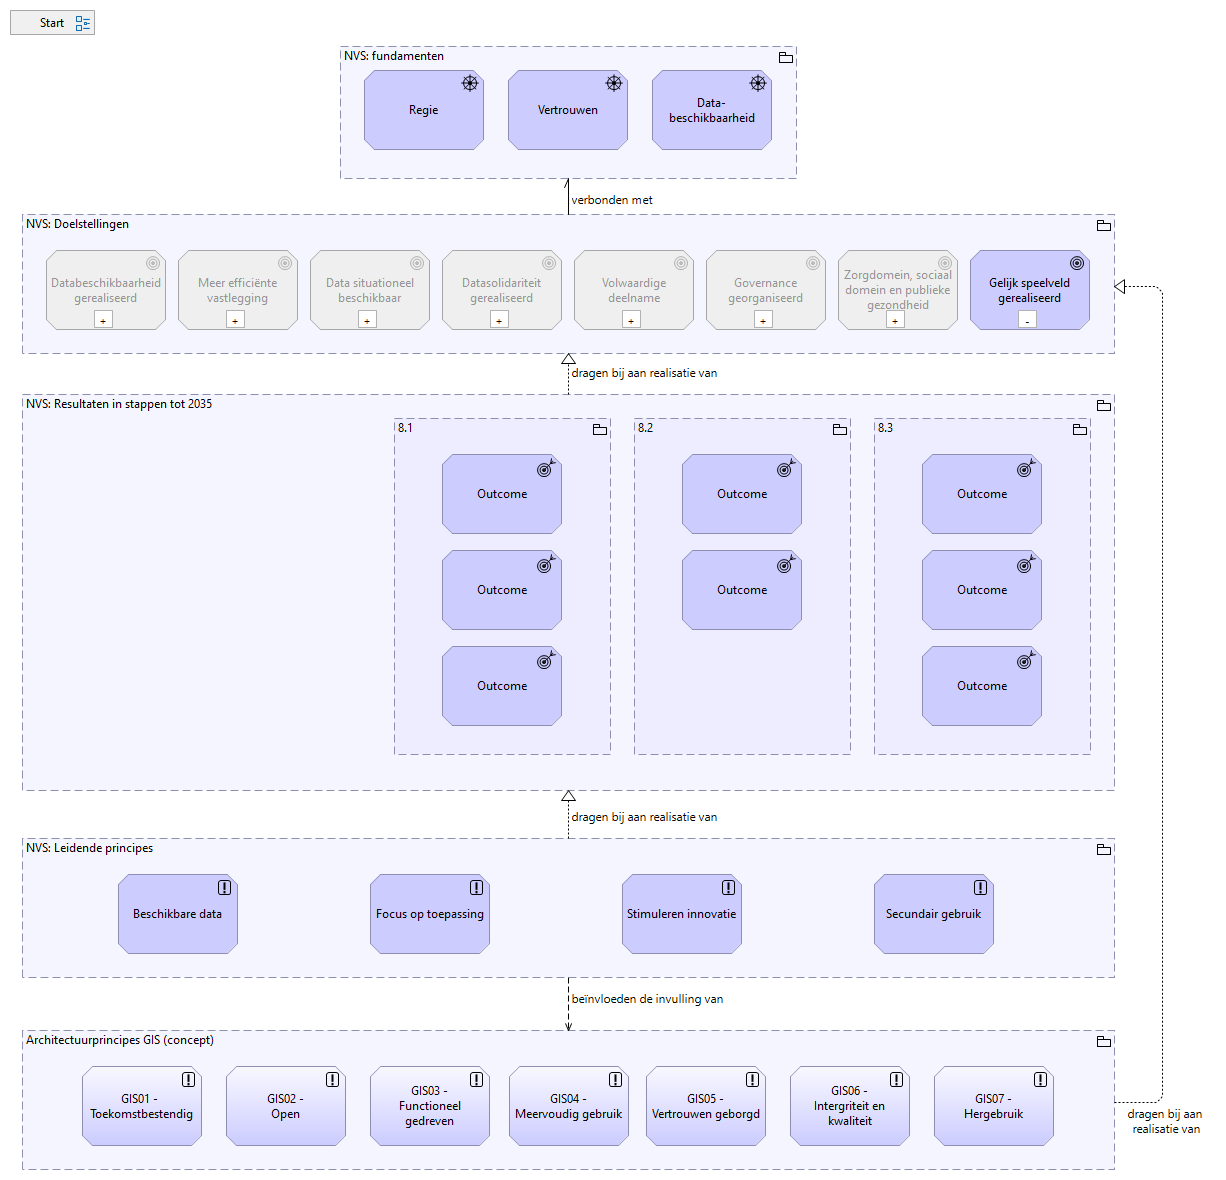 Start
NVS: fundamenten
Regie
Vertrouwen
Data-
beschikbaarheid
verbonden met
NVS: Doelstellingen
Databeschikbaarheid
gerealiseerd
+
Meer efficiënte
vastlegging
+
Data situationeel
beschikbaar
+
Datasolidariteit
gerealiseerd
+
Volwaardige
deelname
+
Governance
georganiseerd
+
Zorgdomein, sociaal
domein en publieke
gezondheid
+
Gelijk speelveld
gerealiseerd
-
dragen bij aan realisatie van
NVS: Resultaten in stappen tot 2035
8.1
Outcome
Outcome
Outcome
8.2
Outcome
Outcome
8.3
Outcome
Outcome
Outcome
dragen bij aan realisatie van
NVS: Leidende principes
Beschikbare data
Focus op toepassing
Stimuleren innovatie
Secundair gebruik
beïnvloeden de invulling van
Architectuurprincipes GIS (concept)
GIS01 -
Toekomstbestendig
GIS02 -
Open
GIS03 -
Functioneel
gedreven
GIS04 -
Meervoudig gebruik
GIS05 -
Vertrouwen geborgd
GIS06 -
Intergriteit en
kwaliteit
GIS07 -
Hergebruik
dragen bij aan
realisatie van